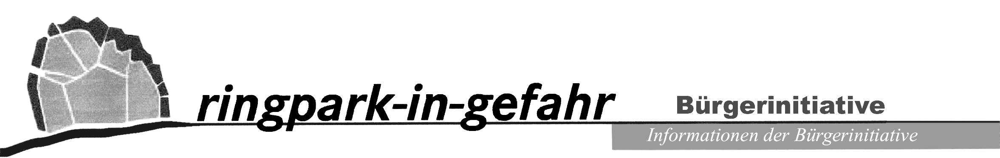 ringpark-in-gefahr
Bürgerinitiative
Informationen der Bürgerinitiative